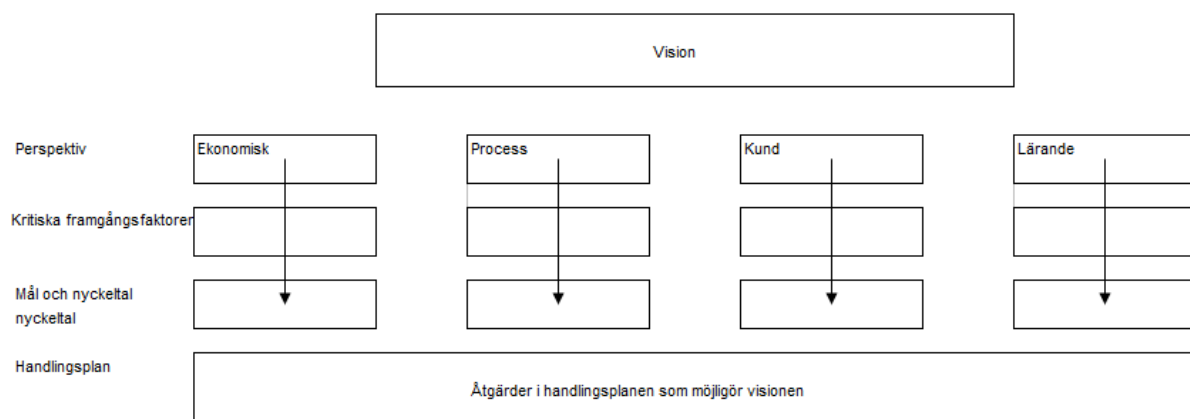 Vision
Perspektiv
Ekonomisk
Process
Kund
Lärande
Kritiska framgångsfaktorer
Mål och nyckeltal
nyckeltal
Handlingsplan
Åtgärder i handlingsplanen som möjligör visionen